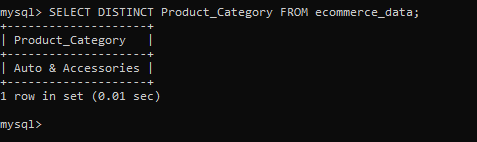 mysql> SELECT DISTINCT Product_Category FROM ecommerce_data;
+--------------------+
| Product_Category   |
+--------------------+
| Auto & Accessories |
+--------------------+
1 row in set (0.01 sec)
mysql>